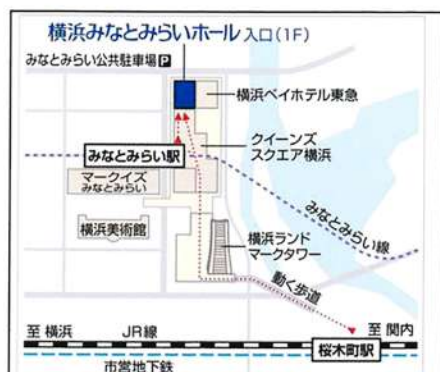 横浜みなとみらいホール 入口(1F)
みなとみらい公共駐車場P
横浜ベイホテル東急
クイーンズ
スクエア横浜
みなとみらい駅
マークイズ
みなとみらい
みなとみらい線
横浜美術館
横浜ランド
マークタワー
動く歩道
至 横浜
JR線
至 関内
桜木町駅
市営地下鉄